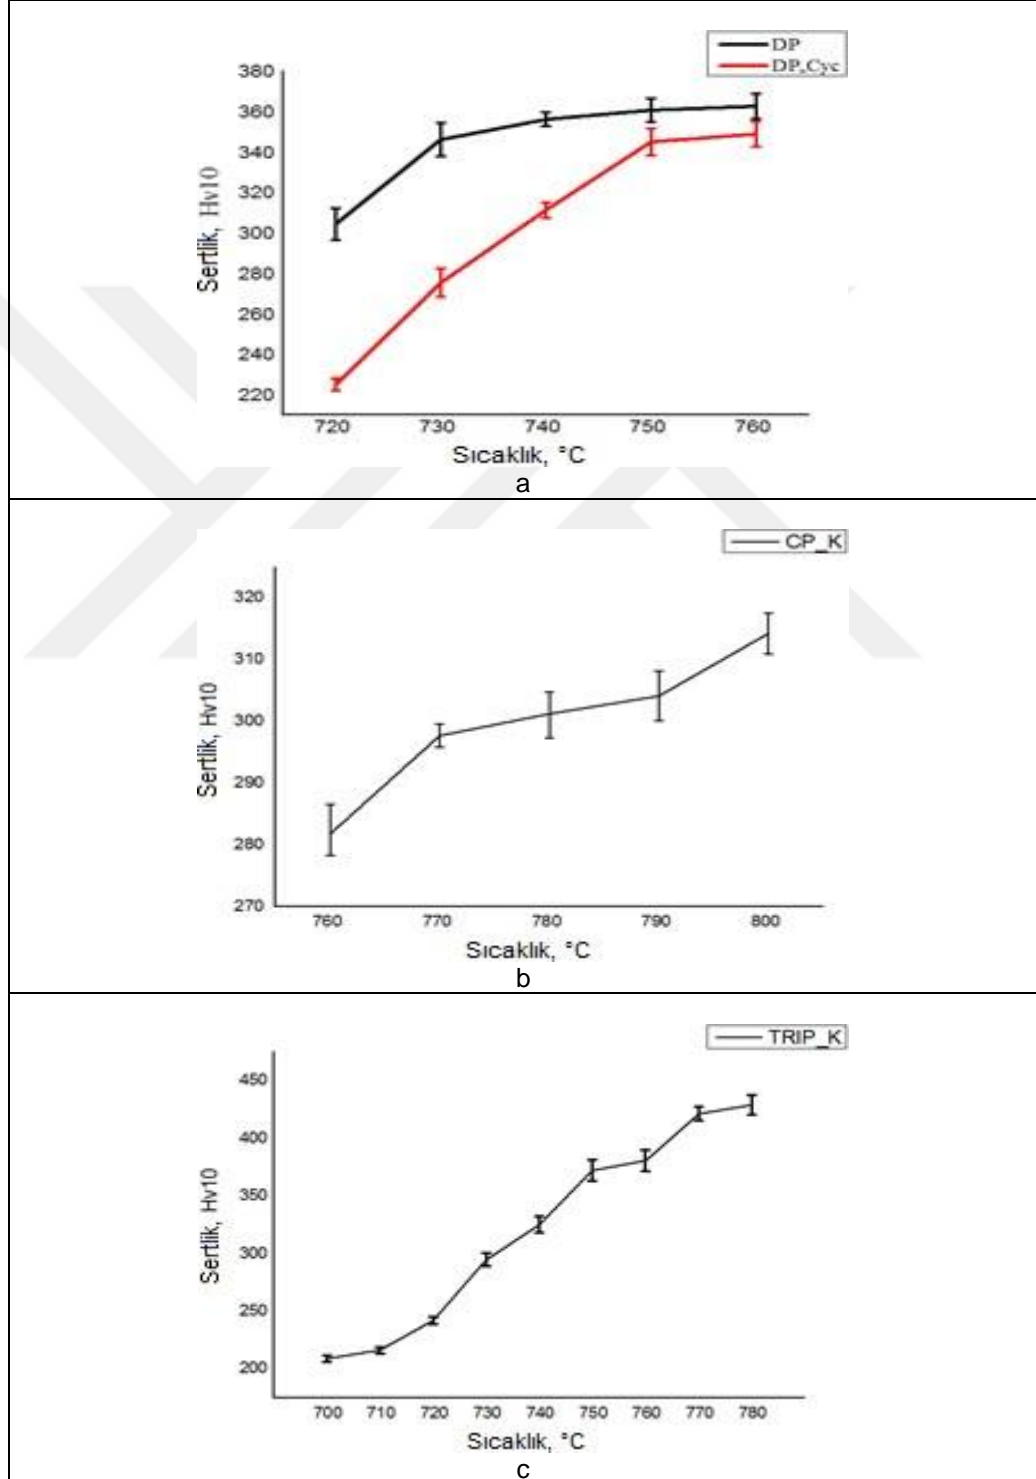 DP
DP,Cyc
380
360
340
320
300
280
260
240
220
Sertlik, Hv10
720 730 740 750 760
Sıcaklık, °C
a
CP_K
320
310
300
290
280
270
Sertlik, Hv10
760 770 780 790 800
Sıcaklık, °C
b
TRIP_K
450
400
350
300
250
200
Sertlik, Hv10
700 710 720 730 740 750 760 770 780
Sıcaklık, °C
c